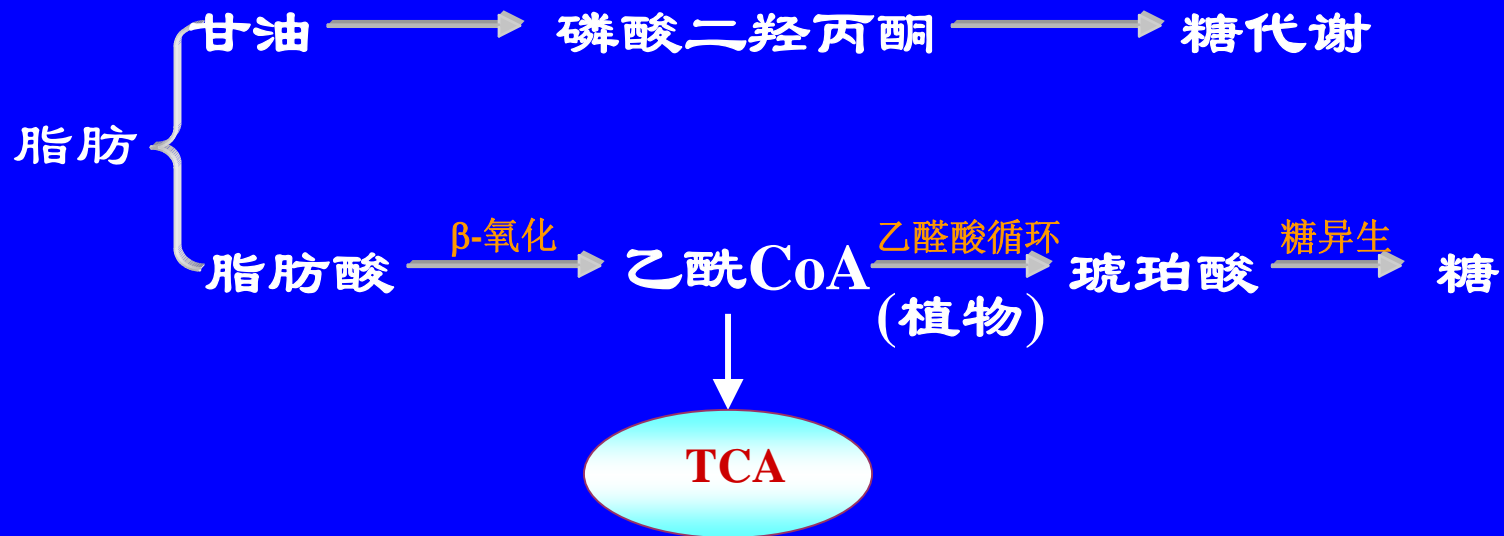 甘油 磷酸二羟丙酮 糖代谢
脂肪
β-氧化 乙醛酸循环 糖异生
脂肪酸 乙酰CoA 琥珀酸 糖
(植物)
TCA